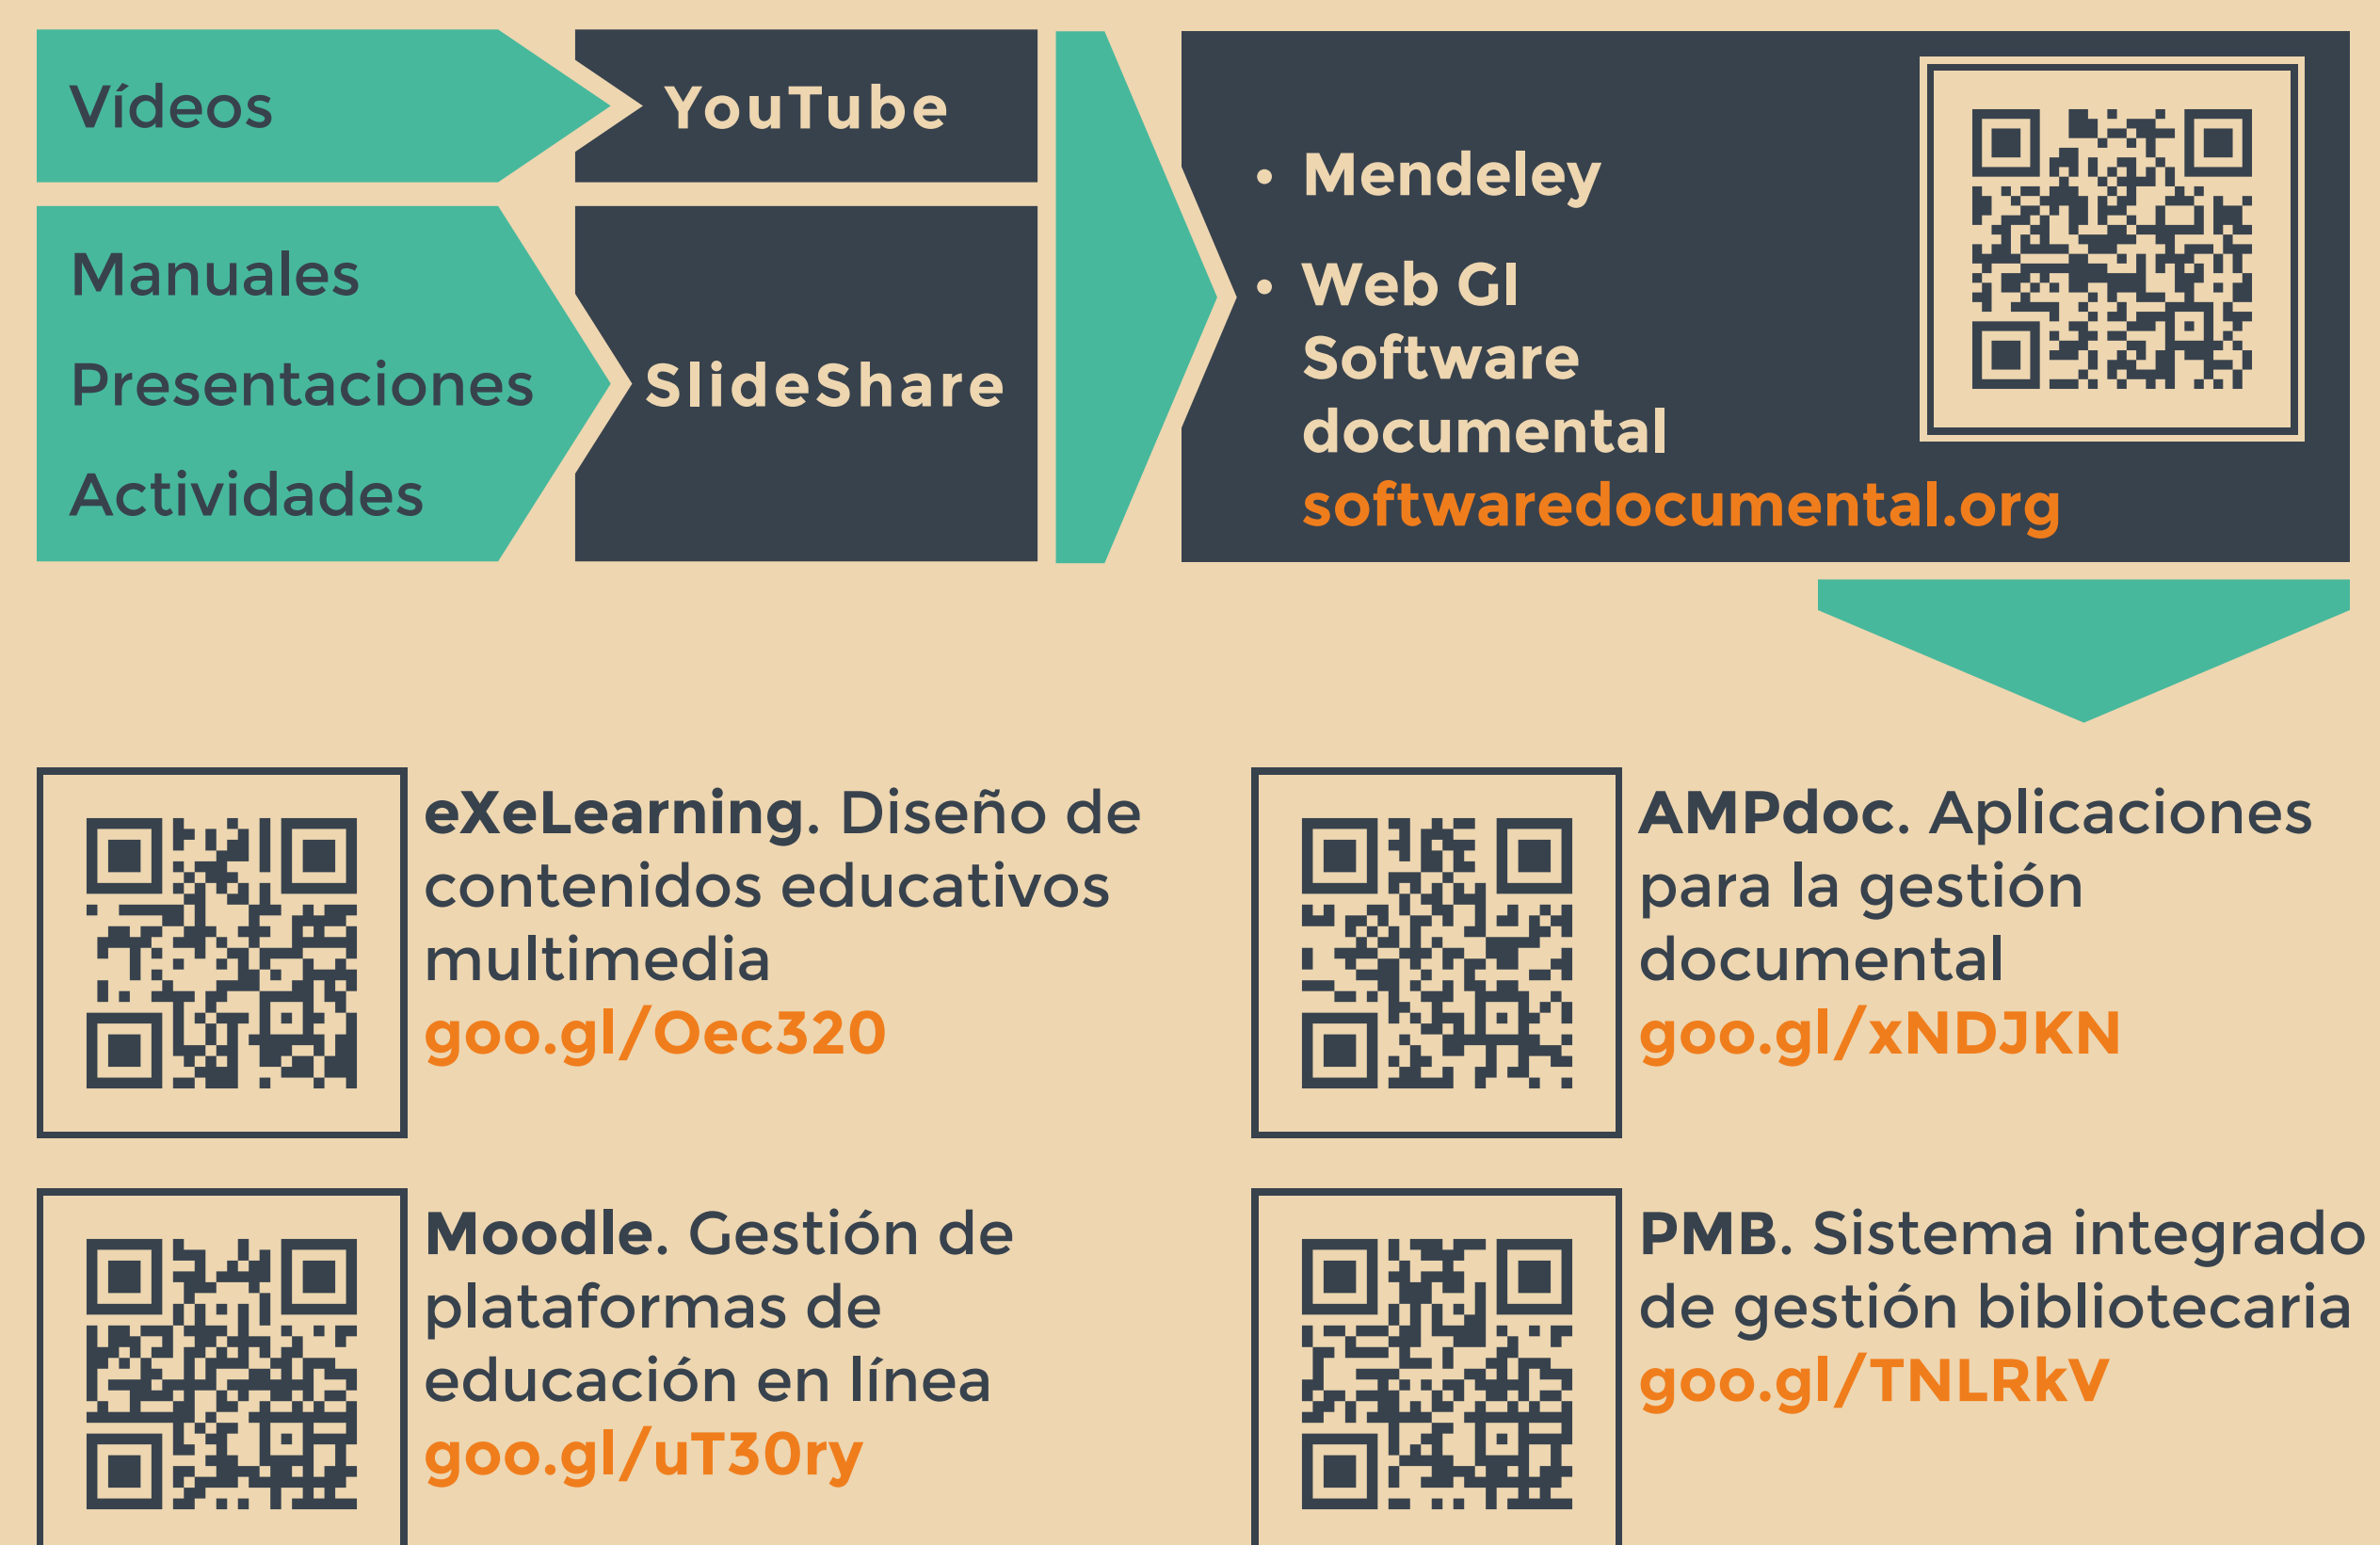 Vídeos
YouTube
Manuales
Presentaciones
Actividades
SlideShare
• Mendeley
• Web GI
Software
documental
softwaredocumental.org
eXeLearning. Diseño de
contenidos educativos
multimedia
goo.gl/Oec320
AMPdoc. Aplicaciones
para la gestión
documental
goo.gl/xNDJKN
Moodle. Gestión de
plataformas de
educación en línea
goo.gl/uT30ry
PMB. Sistema integrado
de gestión bibliotecaria
goo.gl/TNLRkV